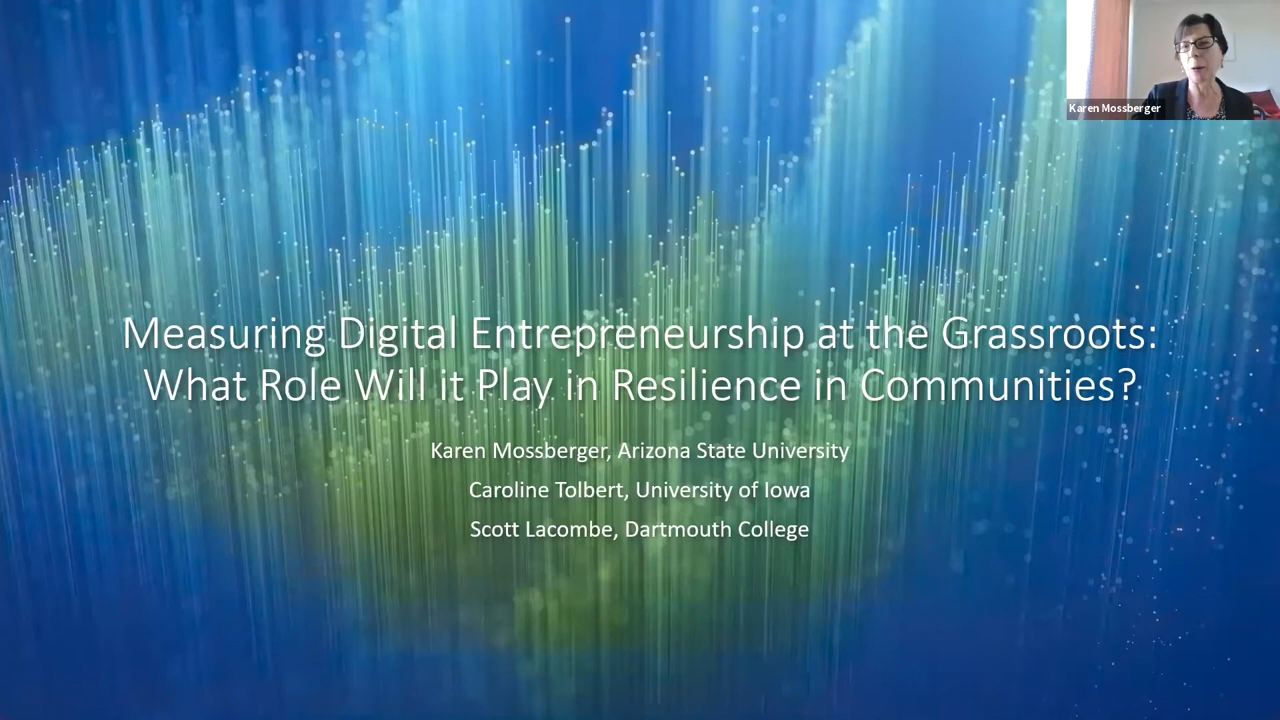 Karen Mossberger
Measuring Digital Entrepreneurship at the Grassroots:
What Role Will it Play in Resilience in Communities?
Karen Mossberger, Arizona State University
Caroline Tolbert, University of Iowa
Scott Lacombe, Dartmouth College